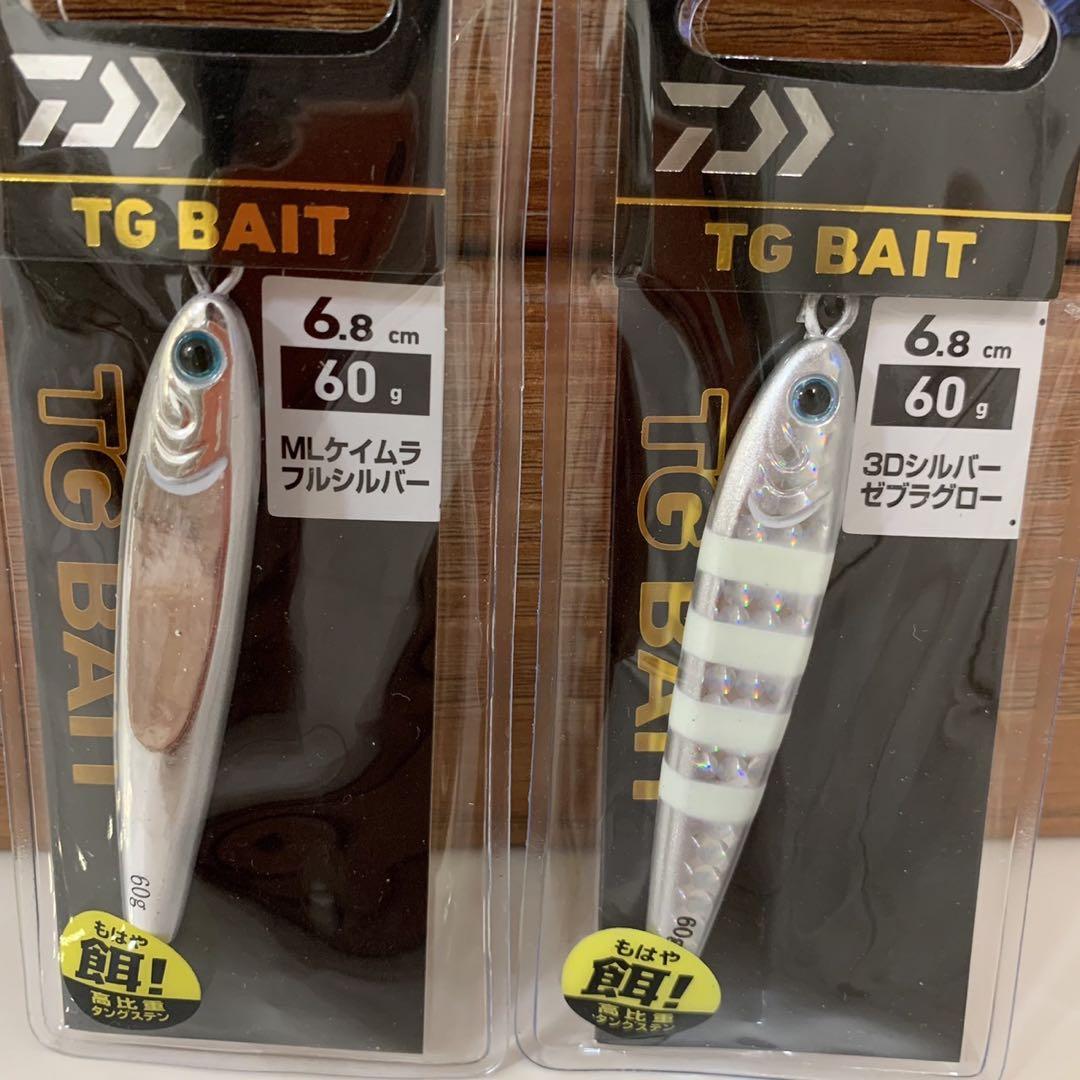 TG BAIT
6.8 cm
60 g
MLケイムラ
フルシルバー
TG BAIT
60g
もはや
餌!
高比重
タングステン
TG BAIT
6.8 cm
60 g
3Dシルバー
ゼブラグロー
TG BAIT
60g
もはや
餌!
高比重
タングステン